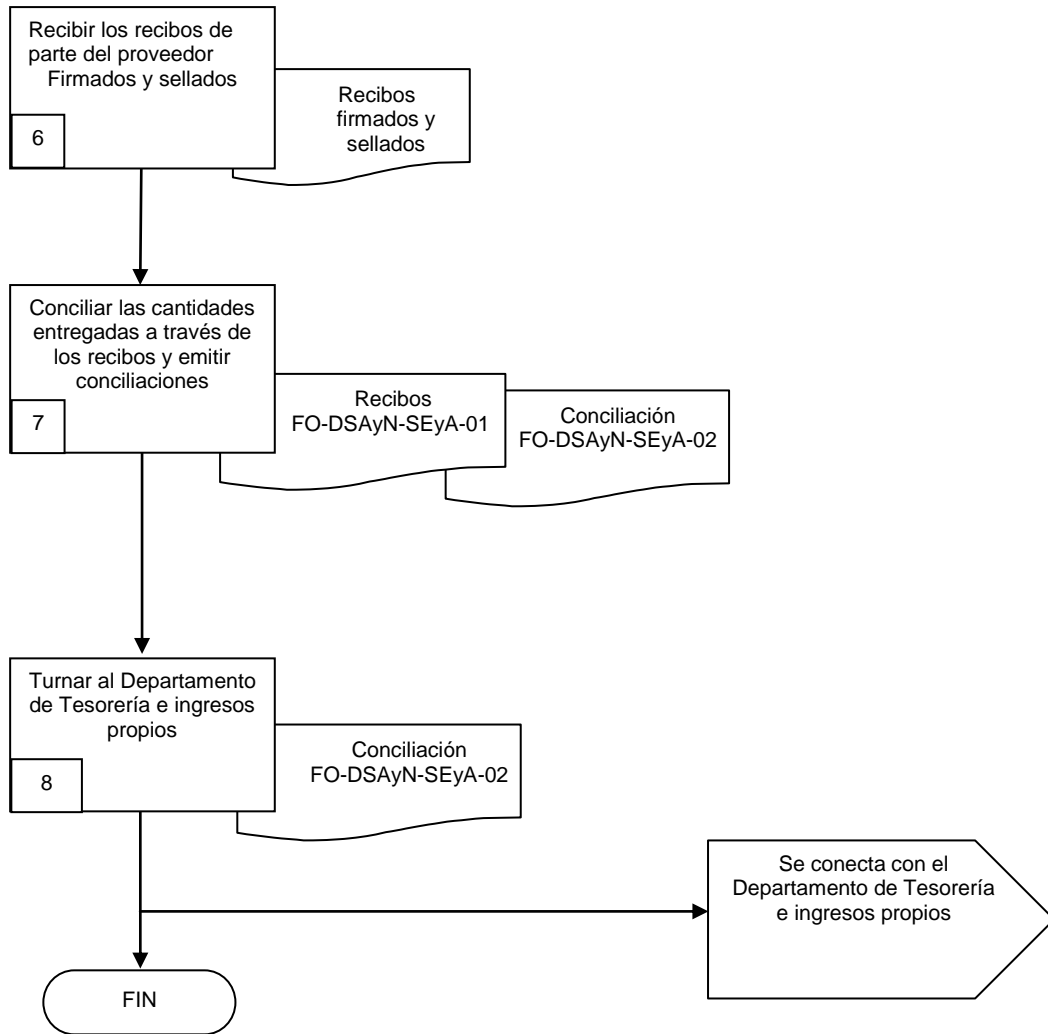 Recibir los recibos de
parte del proveedor
Firmados y sellados
6
Recibos
firmados y
sellados
Conciliar las cantidades
entregadas a través de
los recibos y emitir
conciliaciones
7
Recibos
FO-DSAyN-SEyA-01
Conciliación
FO-DSAyN-SEyA-02
Turnar al Departamento
de Tesorería e ingresos
propios
8
Conciliación
FO-DSAyN-SEyA-02
Se conecta con el
Departamento de Tesorería
e ingresos propios
FIN